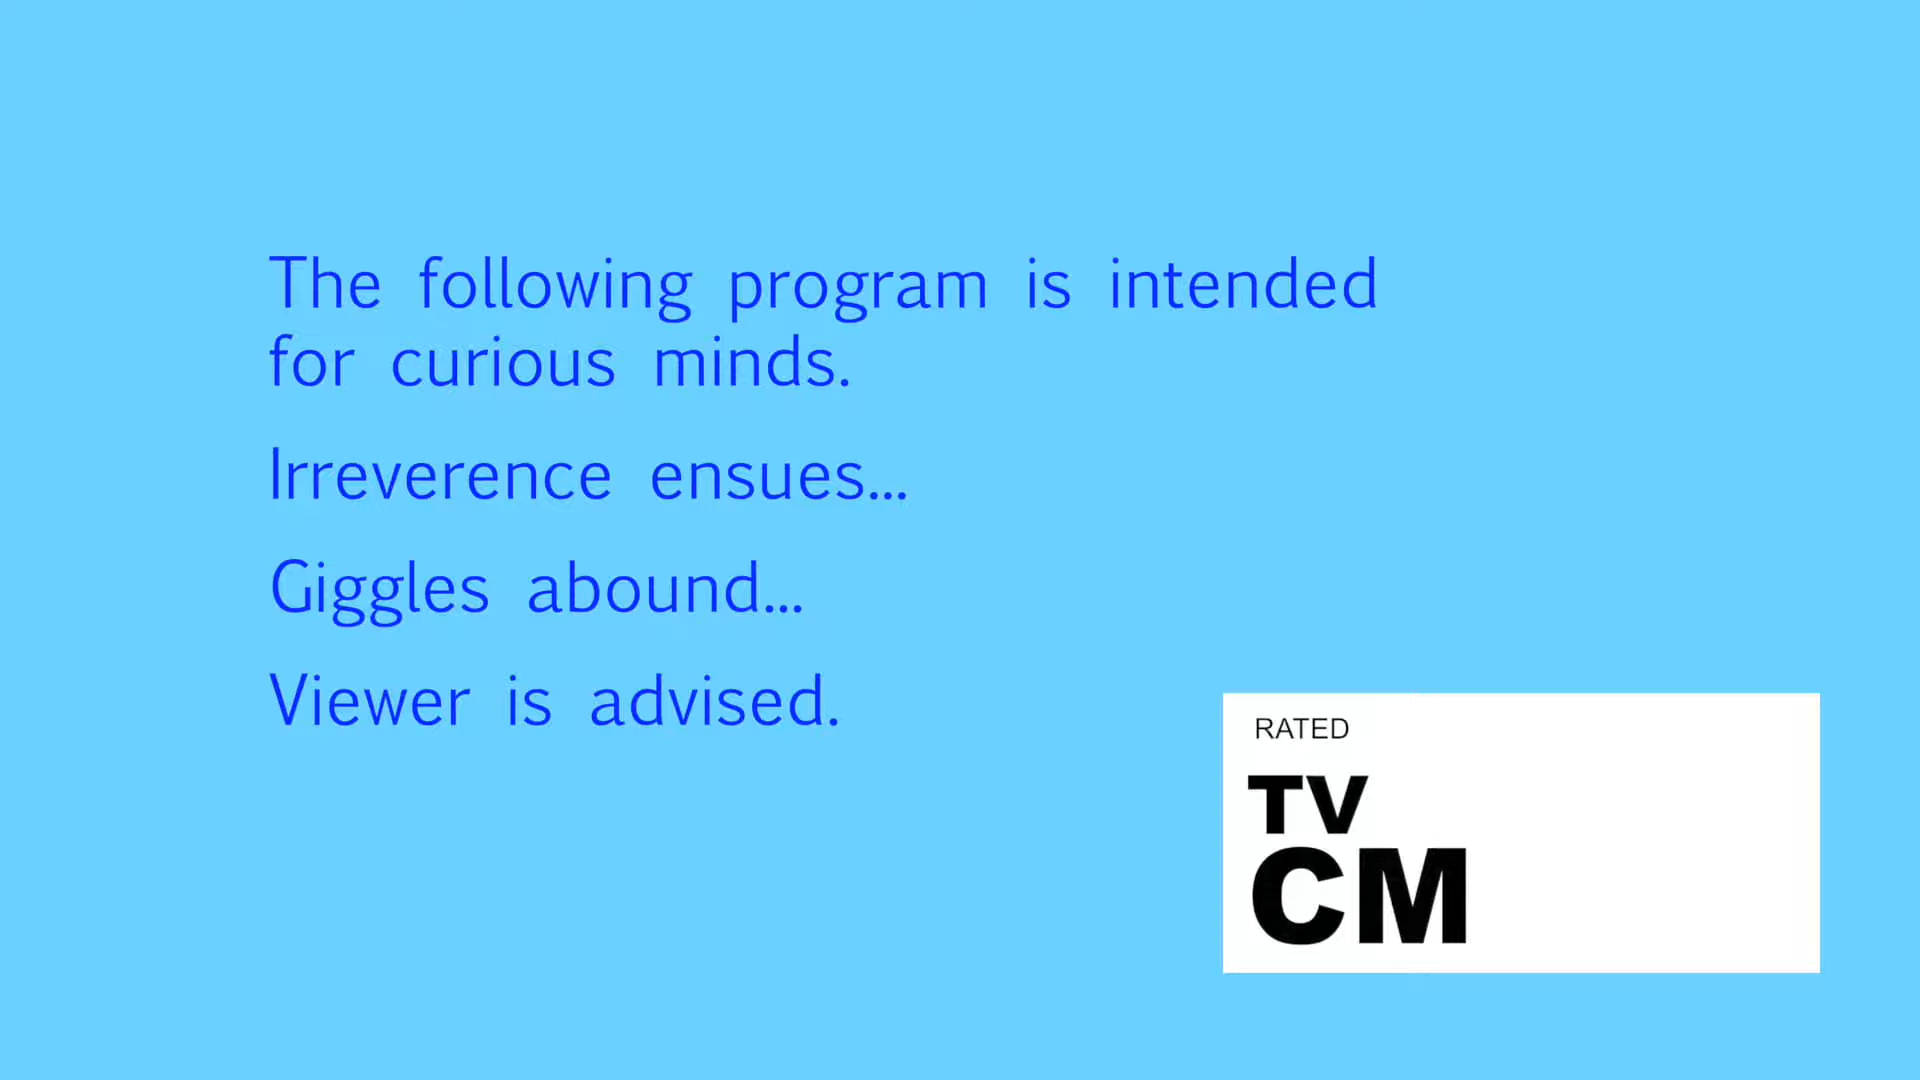 The following program is intended
for curious minds.
Irreverence ensues...
Giggles abound...
Viewer is advised.
RATED
TV
CM